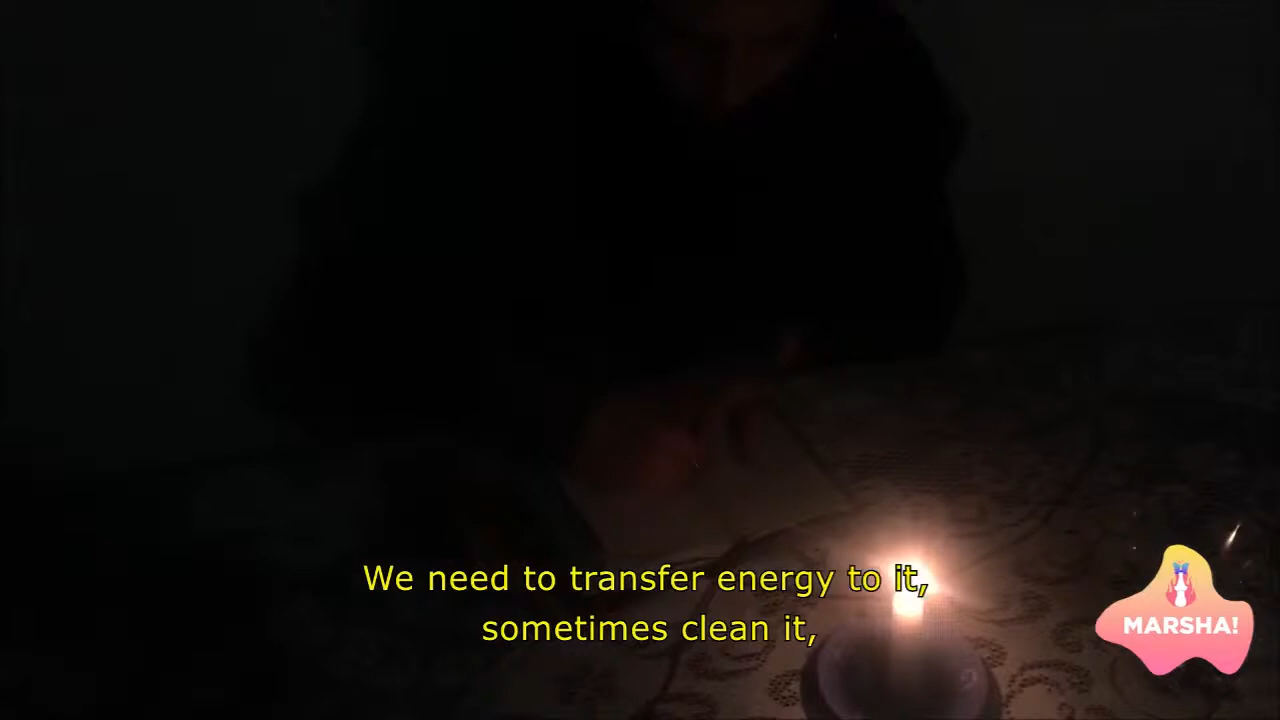 We need to transfer energy to it,
sometimes clean it,
MARSHA!